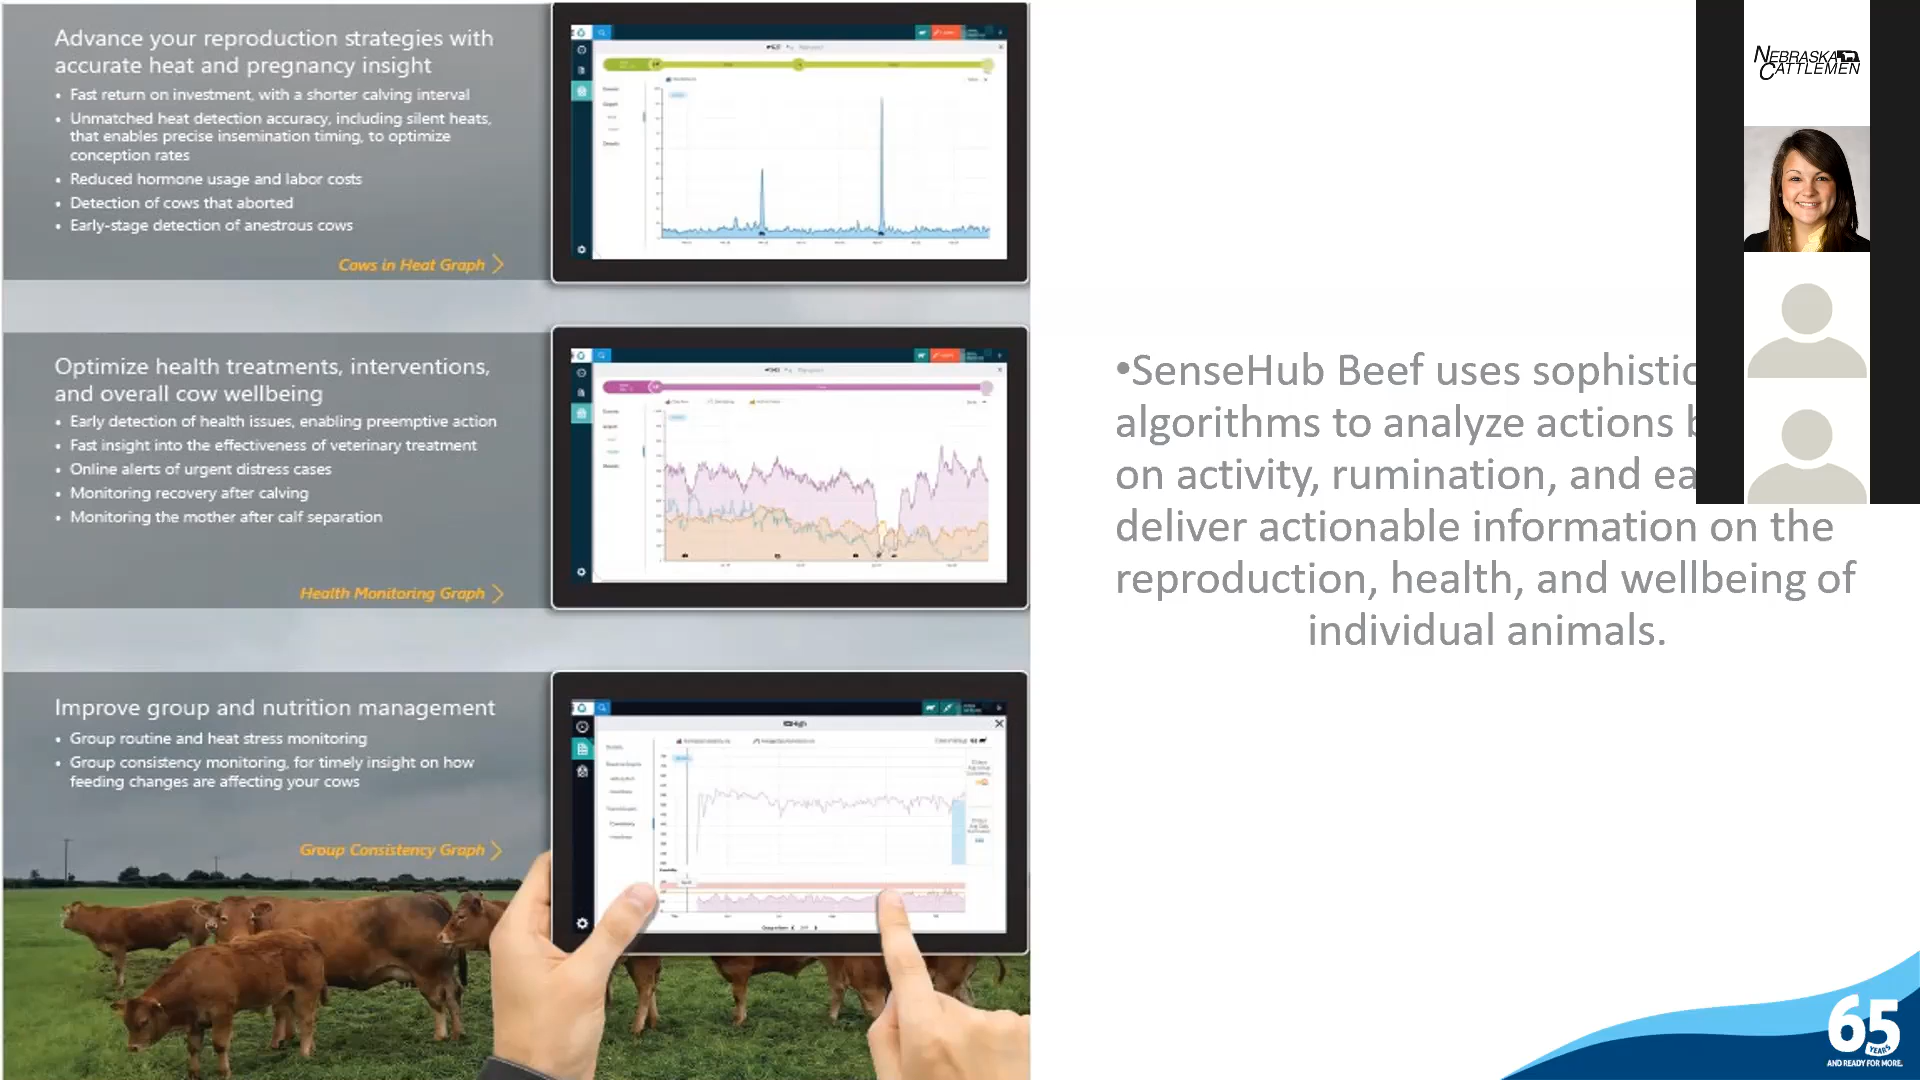 Advance your reproduction strategies with
accurate heat and pregnancy insight
• Fast return on investment, with a shorter calving interval
• Unmatched heat detection accuracy, including silent heats,
that enables precise insemination timing, to optimize
conception rates
• Reduced hormone usage and labor costs
• Detection of cows that aborted
• Early-stage detection of anestrous cows
Cows in Heat Graph
Optimize health treatments, interventions,
and overall cow wellbeing
• Early detection of health issues, enabling preemptive action
• Fast insight into the effectiveness of veterinary treatment
• Online alerts of urgent distress cases
• Monitoring recovery after calving
• Monitoring the mother after calf separation
Health Monitoring Graph
Improve group and nutrition management
• Group routine and heat stress monitoring
• Group consistency monitoring, for timely insight on how
feeding changes are affecting your cows
Group Consistency Graph
•SenseHub Beef uses
algorithms to analyze actions
on activity, rumination, and
deliver actionable information on the
reproduction, health, and wellbeing of
individual animals.
NEBRASKA
CATTLEMEN
65
YEARS
AND READY FOR MORE.